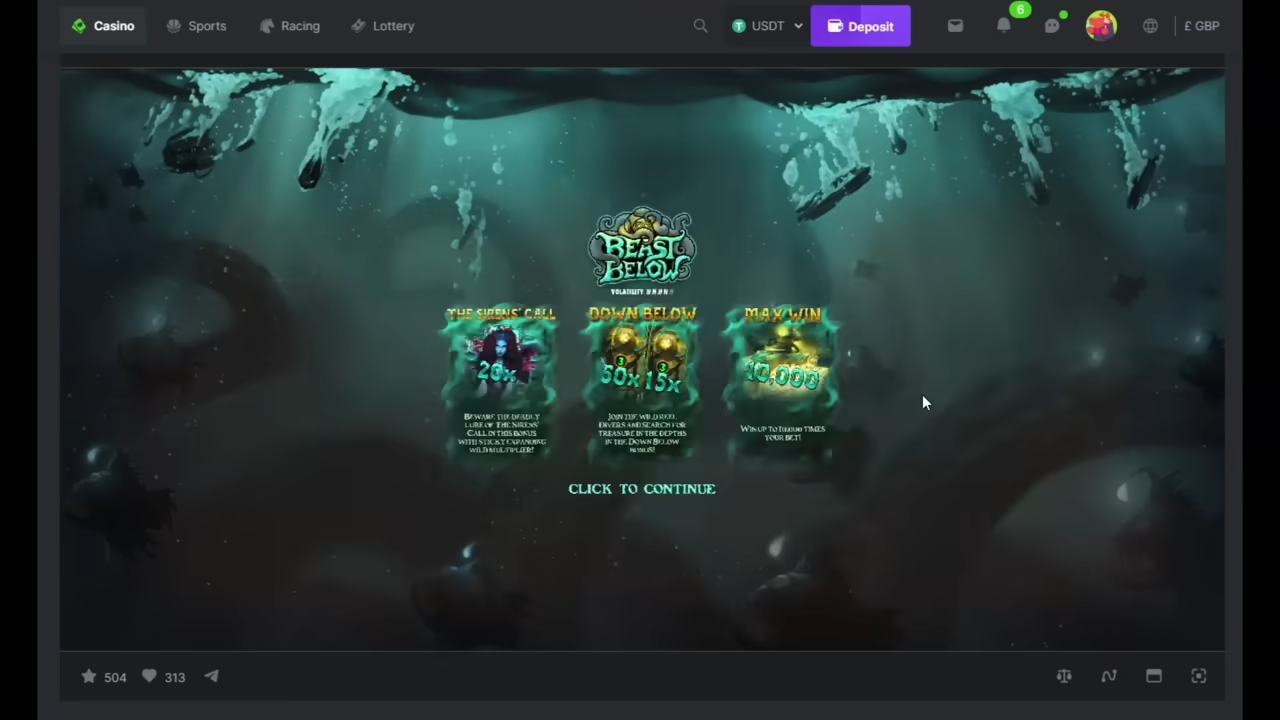 Casino
Sports
Racing
Lottery
USDT
Deposit
6
£ GBP
BEAST
BELOW
VOLATILITY
THE SIRENS' CALL
DOWN BELOW
MAX WIN
20x
3
3
50x 15x
10,000
BEWARE THE DEADLY
LURE OF THE SIRENS'
CALL IN THIS BONUS
WITH STICKY EXPANDING
WILD MULTIPLIER!
JOIN THE WILD REEL
DIVERS AND SEARCH FOR
TREASURE IN THE DEPTHS
IN THE DOWN BELOW
BONUS!
WIN UP TO 10,000 TIMES
YOUR BET!
CLICK TO CONTINUE
504
313